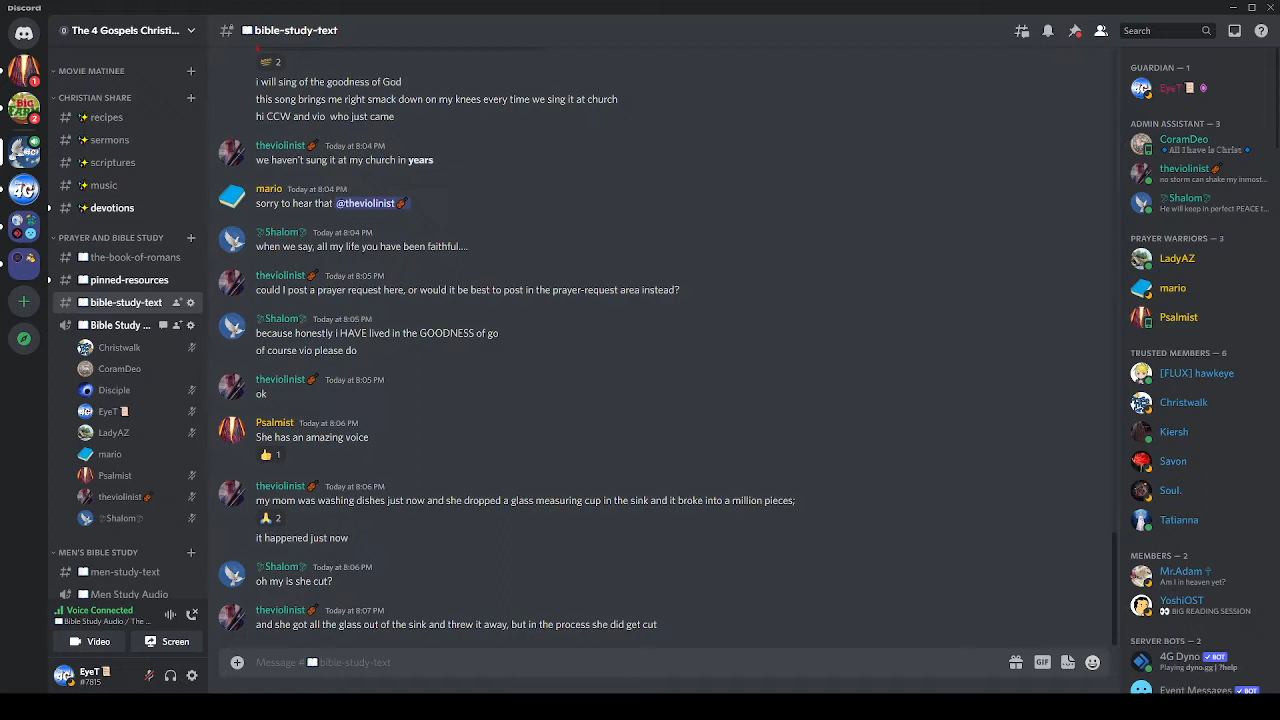 Discord
The 4 Gospels Christi...
bible-study-text
Search
MOVIE MATINEE
CHRISTIAN SHARE
recipes
sermons
scriptures
music
devotions
PRAYER AND BIBLE STUDY
the-book-of-romans
pinned-resources
bible-study-text
Bible Study ...
Christwalk
CoramDeo
Disciple
EyeT
LadyAZ
mario
Psalmist
theviolinist
Shalom
MEN'S BIBLE STUDY
men-study-text
Men Study Audio
Voice Connected
Bible Study Audio / The ...
Video
Screen
EyeT
#7815
1
2
2
i will sing of the goodness of God
this song brings me right smack down on my knees every time we sing it at church
hi CCW and vio who just came
theviolinist Today at 8:04 PM
we haven't sung it at my church in years
mario Today at 8:04 PM
sorry to hear that @theviolinist
Shalom Today at 8:04 PM
when we say, all my life you have been faithful....
theviolinist Today at 8:05 PM
could I post a prayer request here, or would it be best to post in the prayer-request area instead?
Shalom Today at 8:05 PM
because honestly i HAVE lived in the GOODNESS of go
of course vio please do
theviolinist Today at 8:05 PM
ok
Psalmist Today at 8:06 PM
She has an amazing voice
1
theviolinist Today at 8:06 PM
my mom was washing dishes just now and she dropped a glass measuring cup in the sink and it broke into a million pieces;
2
it happened just now
Shalom Today at 8:06 PM
oh my is she cut?
theviolinist Today at 8:07 PM
and she got all the glass out of the sink and threw it away, but in the process she did get cut
Message # bible-study-text
GIF
GUARDIAN — 1
EyeT
ADMIN ASSISTANT — 3
CoramDeo
All I have is Christ
theviolinist
no storm can shake my inmost...
Shalom
He will keep in perfect PEACE t...
PRAYER WARRIORS — 3
LadyAZ
mario
Psalmist
TRUSTED MEMBERS — 6
[FLUX] hawkeye
Christwalk
Kiersh
Savon
Soul.
Tatianna
MEMBERS — 2
Mr.Adam
Am I in heaven yet?
YoshiOST
BIG READING SESSION
SERVER BOTS — 2
4G Dyno BOT
Playing dyno.gg | ?help
Event Messages BOT